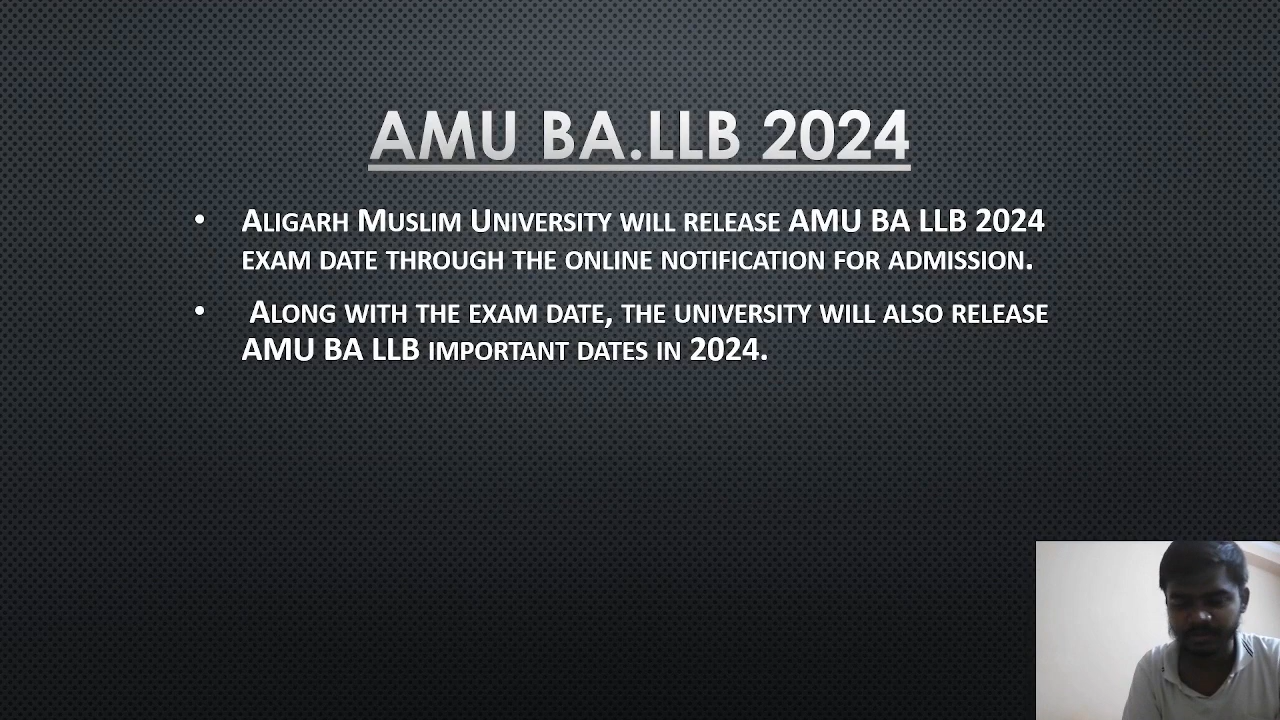 AMU BA.LLB 2024
• Aligarh Muslim University will release AMU BA LLB 2024
exam date through the online notification for admission.
• Along with the exam date, the university will also release
AMU BA LLB important dates in 2024.